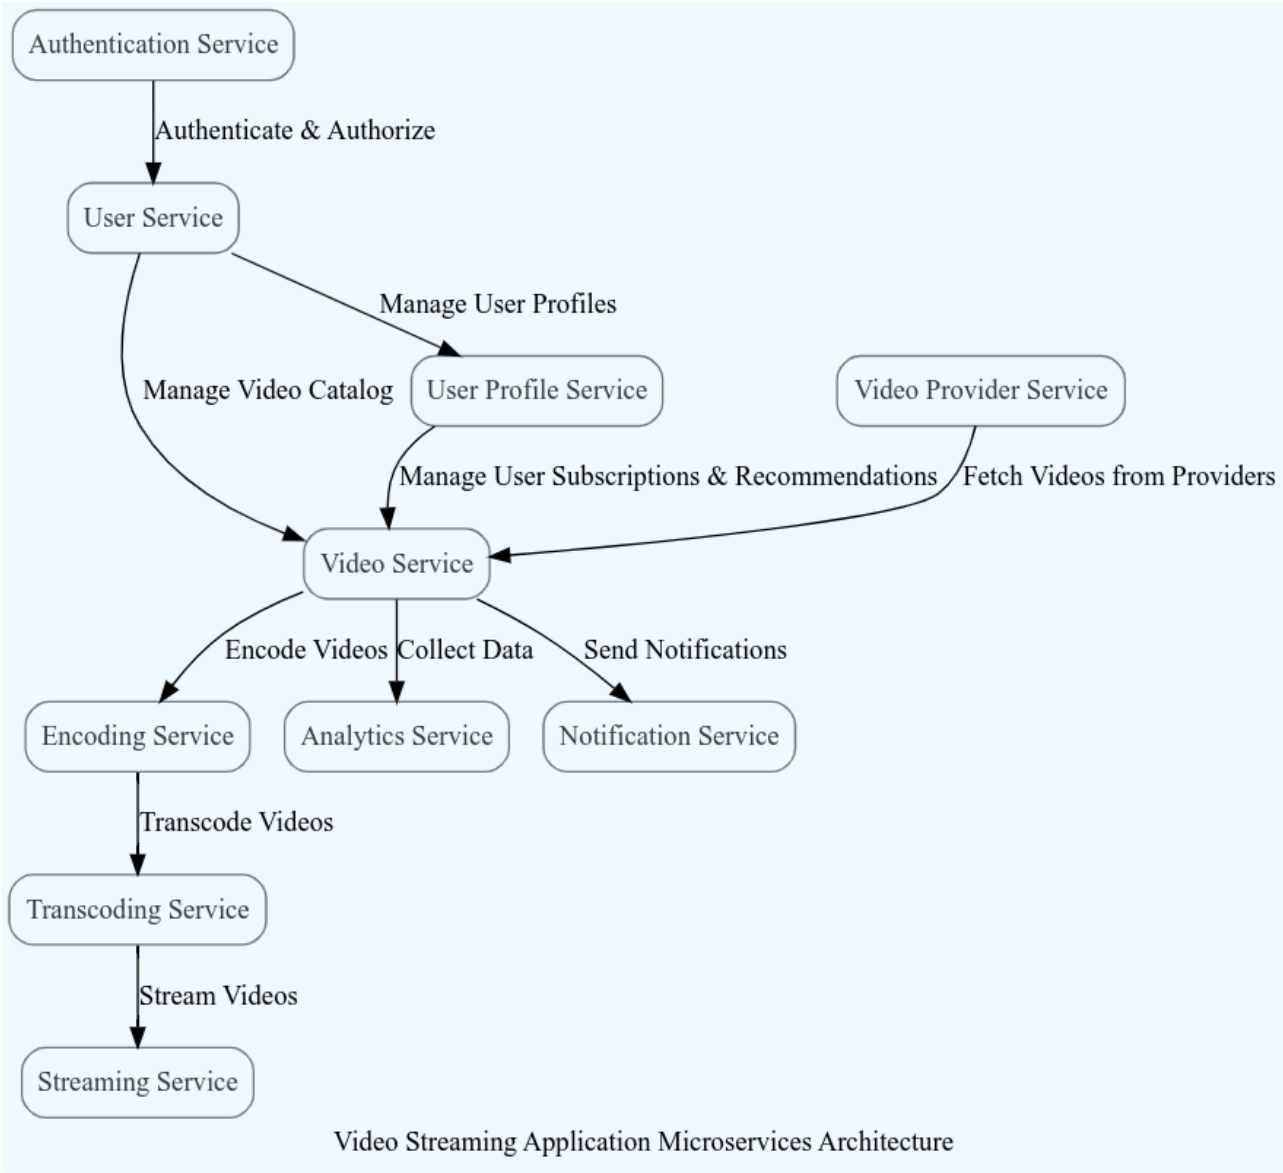 Authentication Service
Authenticate & Authorize
User Service
Manage User Profiles
Manage Video Catalog
User Profile Service
Video Provider Service
Manage User Subscriptions & Recommendations
Fetch Videos from Providers
Video Service
Encode Videos
Collect Data
Send Notifications
Encoding Service
Analytics Service
Notification Service
Transcode Videos
Transcoding Service
Stream Videos
Streaming Service
Video Streaming Application Microservices Architecture